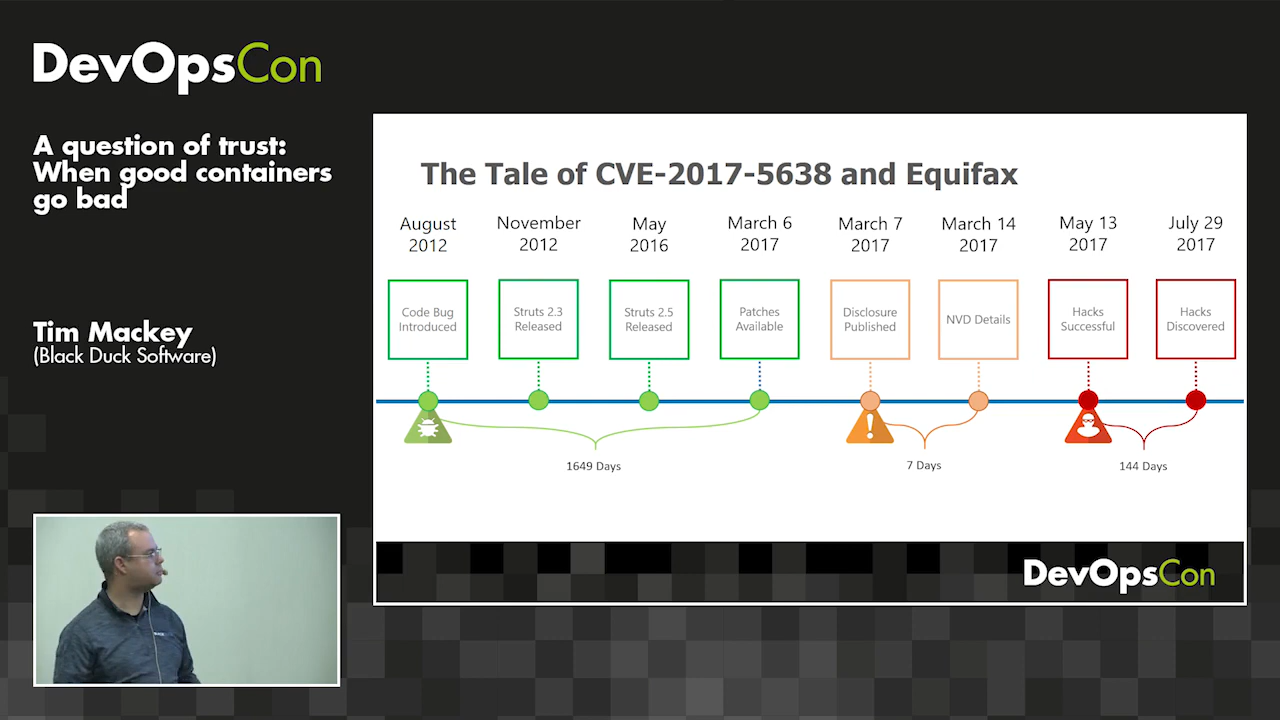 DevOpsCon
A question of trust:
When good containers
go bad
Tim Mackey
(Black Duck Software)
The Tale of CVE-2017-5638 and Equifax
August
2012
November
2012
May
2016
March 6
2017
March 7
2017
March 14
2017
May 13
2017
July 29
2017
Code Bug
Introduced
Struts 2.3
Released
Struts 2.5
Released
Patches
Available
Disclosure
Published
NVD Details
Hacks
Successful
Hacks
Discovered
1649 Days
7 Days
144 Days
DevOpsCon